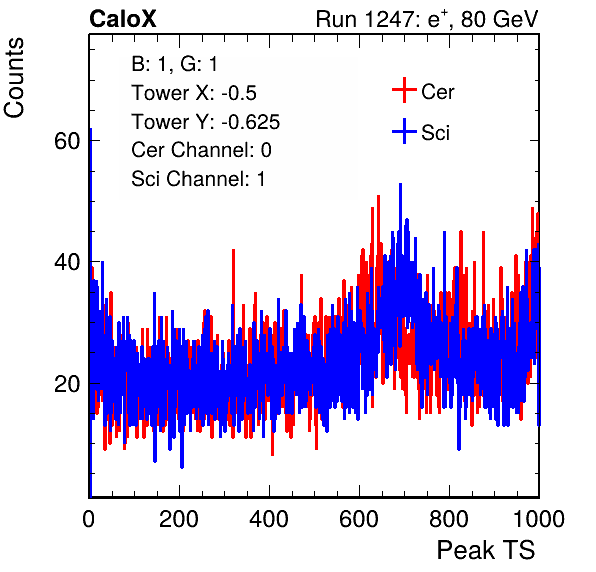 CaloX Run 1247: e+, 80 GeV
Counts
B: 1, G: 1
Tower X: -0.5
Tower Y: -0.625
Cer Channel: 0
Sci Channel: 1
Cer
Sci
60
40
20
0 200 400 600 800 1000
Peak TS